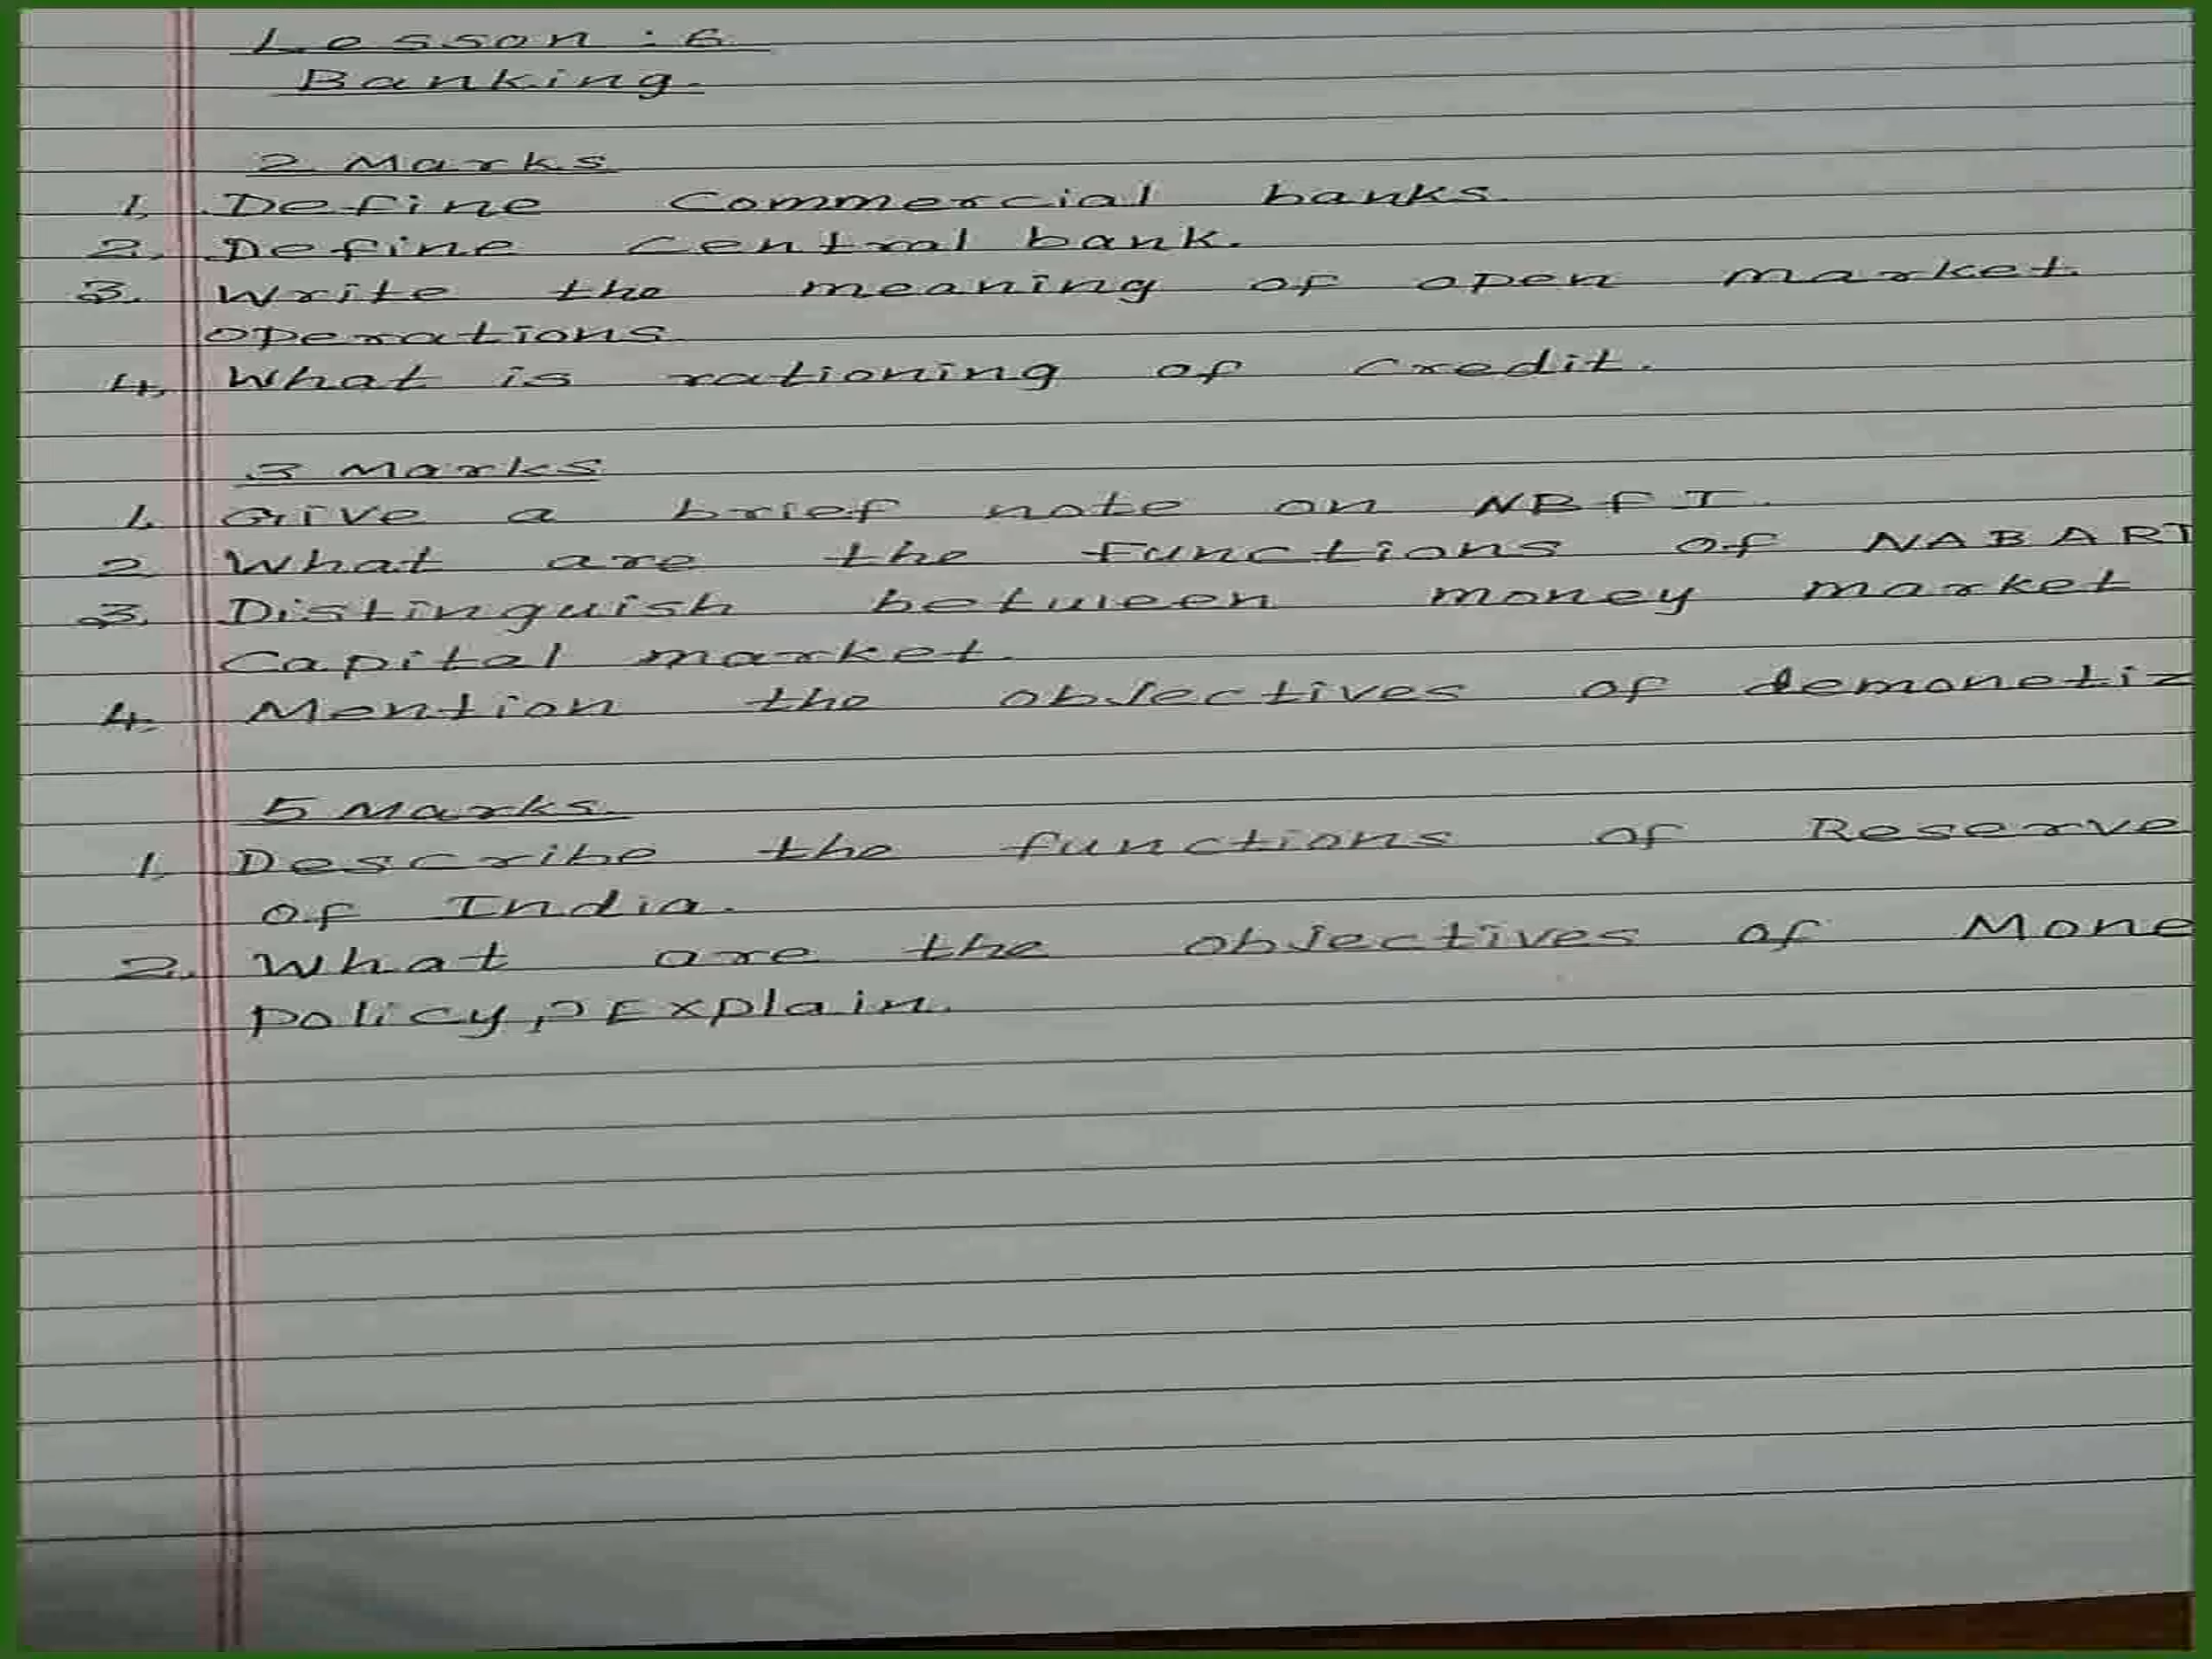 Lesson : 6
Banking.
2 Marks
1. Define Commercial banks.
2. Define Central bank.
3. Write the meaning of open market
operations
4. What is rationing of Credit.
3 Marks
1. Give a brief note on NBFI.
2 What are the Functions of NABART
3. Distinguish between money market
Capital market.
4. Mention the objectives of demonetiz
5 Marks.
1. Describe the functions of Reserve
of India.
2. What are the objectives of Mone
policy,? Explain.